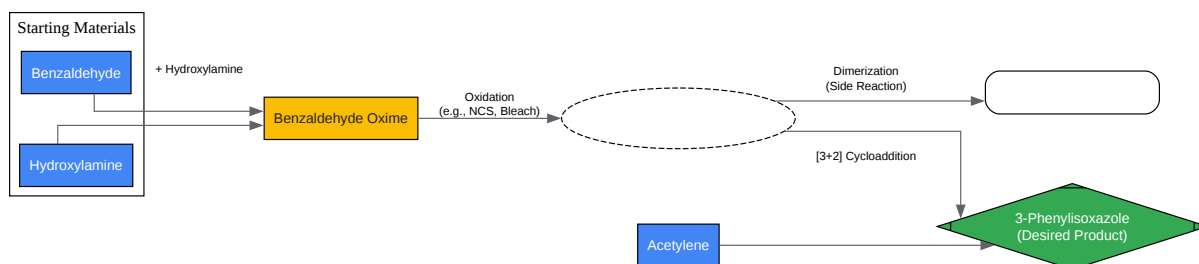 Starting Materials
Benzaldehyde
+ Hydroxylamine
Hydroxylamine
Benzaldehyde Oxime
Oxidation
(e.g., NCS, Bleach)
Dimerization
(Side Reaction)
[3+2] Cycloaddition
Acetylene
3-Phenylisoxazole
(Desired Product)